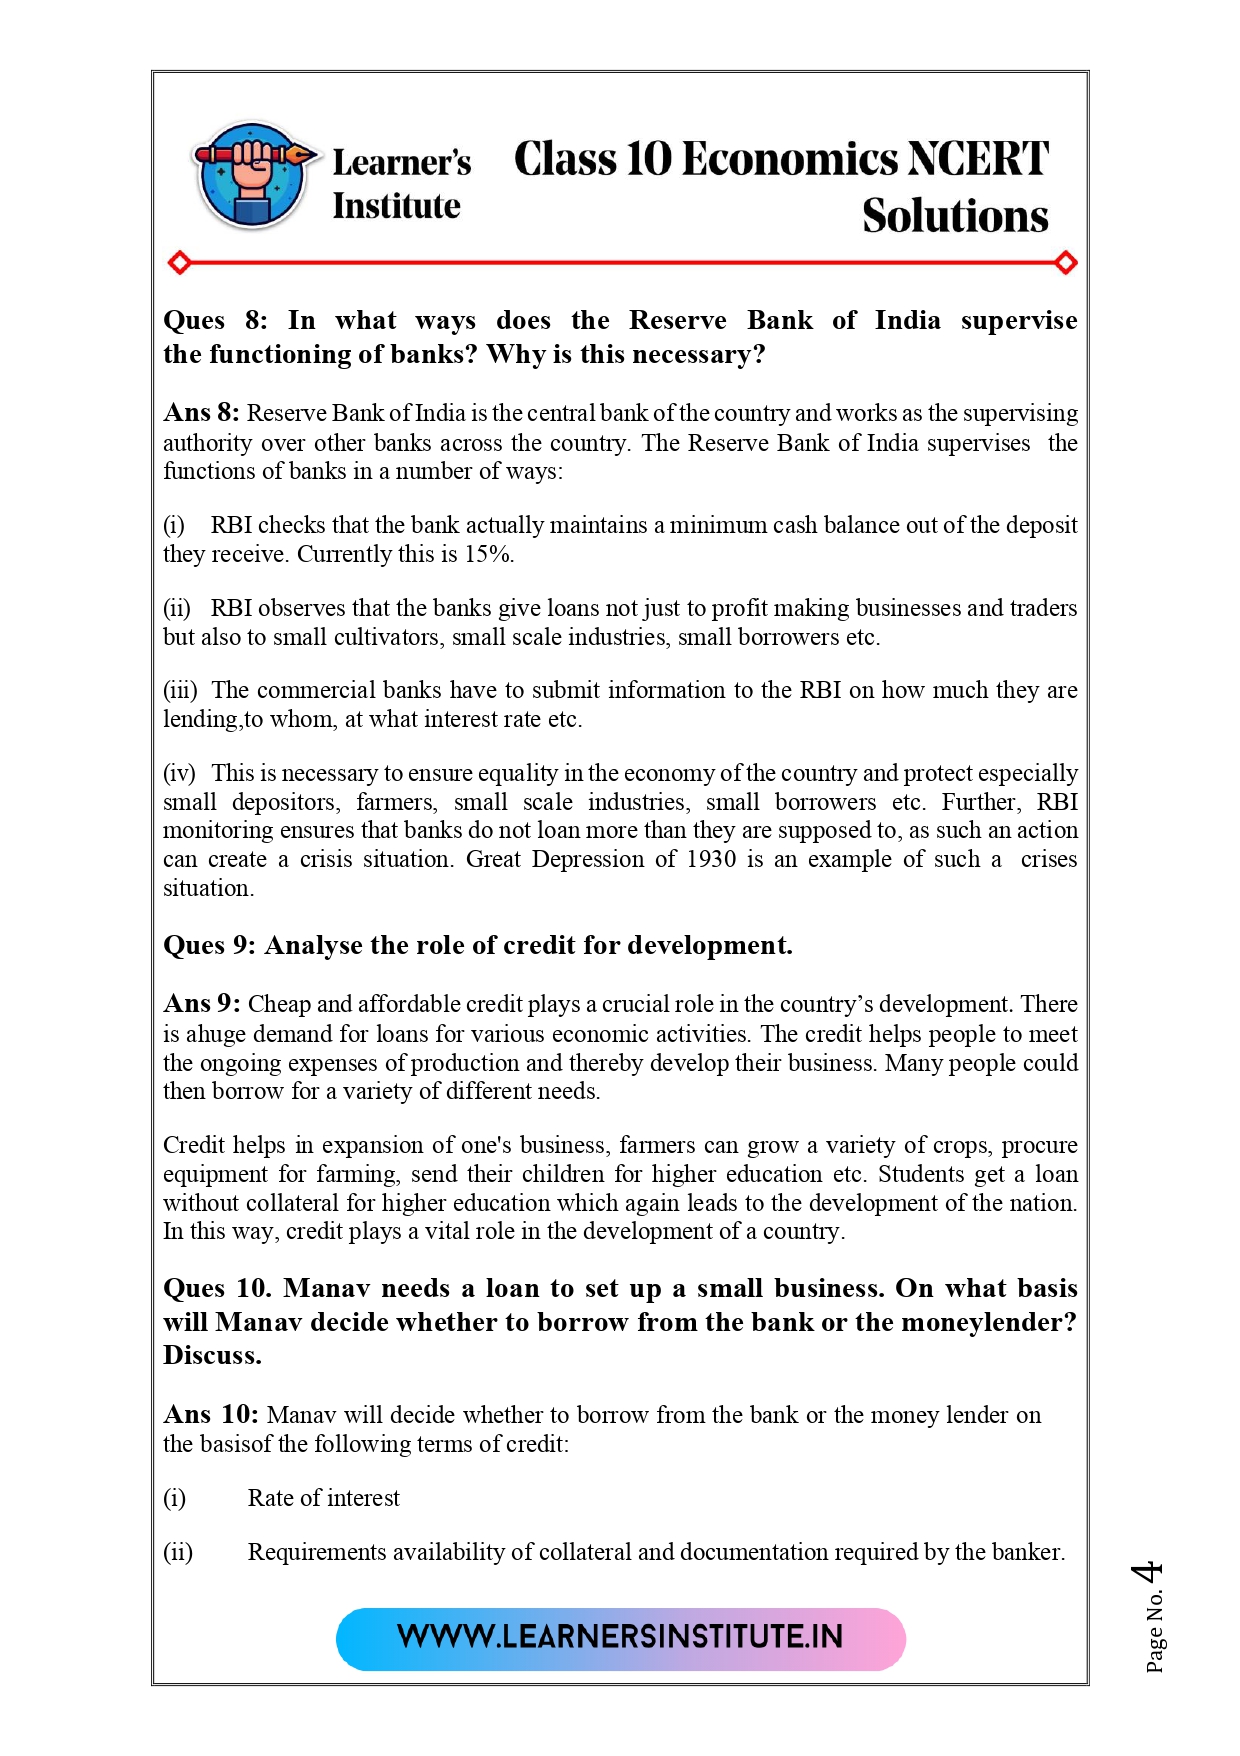 Learner's
Institute
Class 10 Economics NCERT
Solutions
Ques 8: In what ways does the Reserve Bank of India supervise
the functioning of banks? Why is this necessary?
Ans 8: Reserve Bank of India is the central bank of the country and works as the supervising
authority over other banks across the country. The Reserve Bank of India supervises the
functions of banks in a number of ways:
(i) RBI checks that the bank actually maintains a minimum cash balance out of the deposit
they receive. Currently this is 15%.
(ii) RBI observes that the banks give loans not just to profit making businesses and traders
but also to small cultivators, small scale industries, small borrowers etc.
(iii) The commercial banks have to submit information to the RBI on how much they are
lending,to whom, at what interest rate etc.
(iv) This is necessary to ensure equality in the economy of the country and protect especially
small depositors, farmers, small scale industries, small borrowers etc. Further, RBI
monitoring ensures that banks do not loan more than they are supposed to, as such an action
can create a crisis situation. Great Depression of 1930 is an example of such a crises
situation.
Ques 9: Analyse the role of credit for development.
Ans 9: Cheap and affordable credit plays a crucial role in the country’s development. There
is ahuge demand for loans for various economic activities. The credit helps people to meet
the ongoing expenses of production and thereby develop their business. Many people could
then borrow for a variety of different needs.
Credit helps in expansion of one's business, farmers can grow a variety of crops, procure
equipment for farming, send their children for higher education etc. Students get a loan
without collateral for higher education which again leads to the development of the nation.
In this way, credit plays a vital role in the development of a country.
Ques 10. Manav needs a loan to set up a small business. On what basis
will Manav decide whether to borrow from the bank or the moneylender?
Discuss.
Ans 10: Manav will decide whether to borrow from the bank or the money lender on
the basisof the following terms of credit:
(i) Rate of interest
(ii) Requirements availability of collateral and documentation required by the banker.
WWW.LEARNERSINSTITUTE.IN
Page No. 4